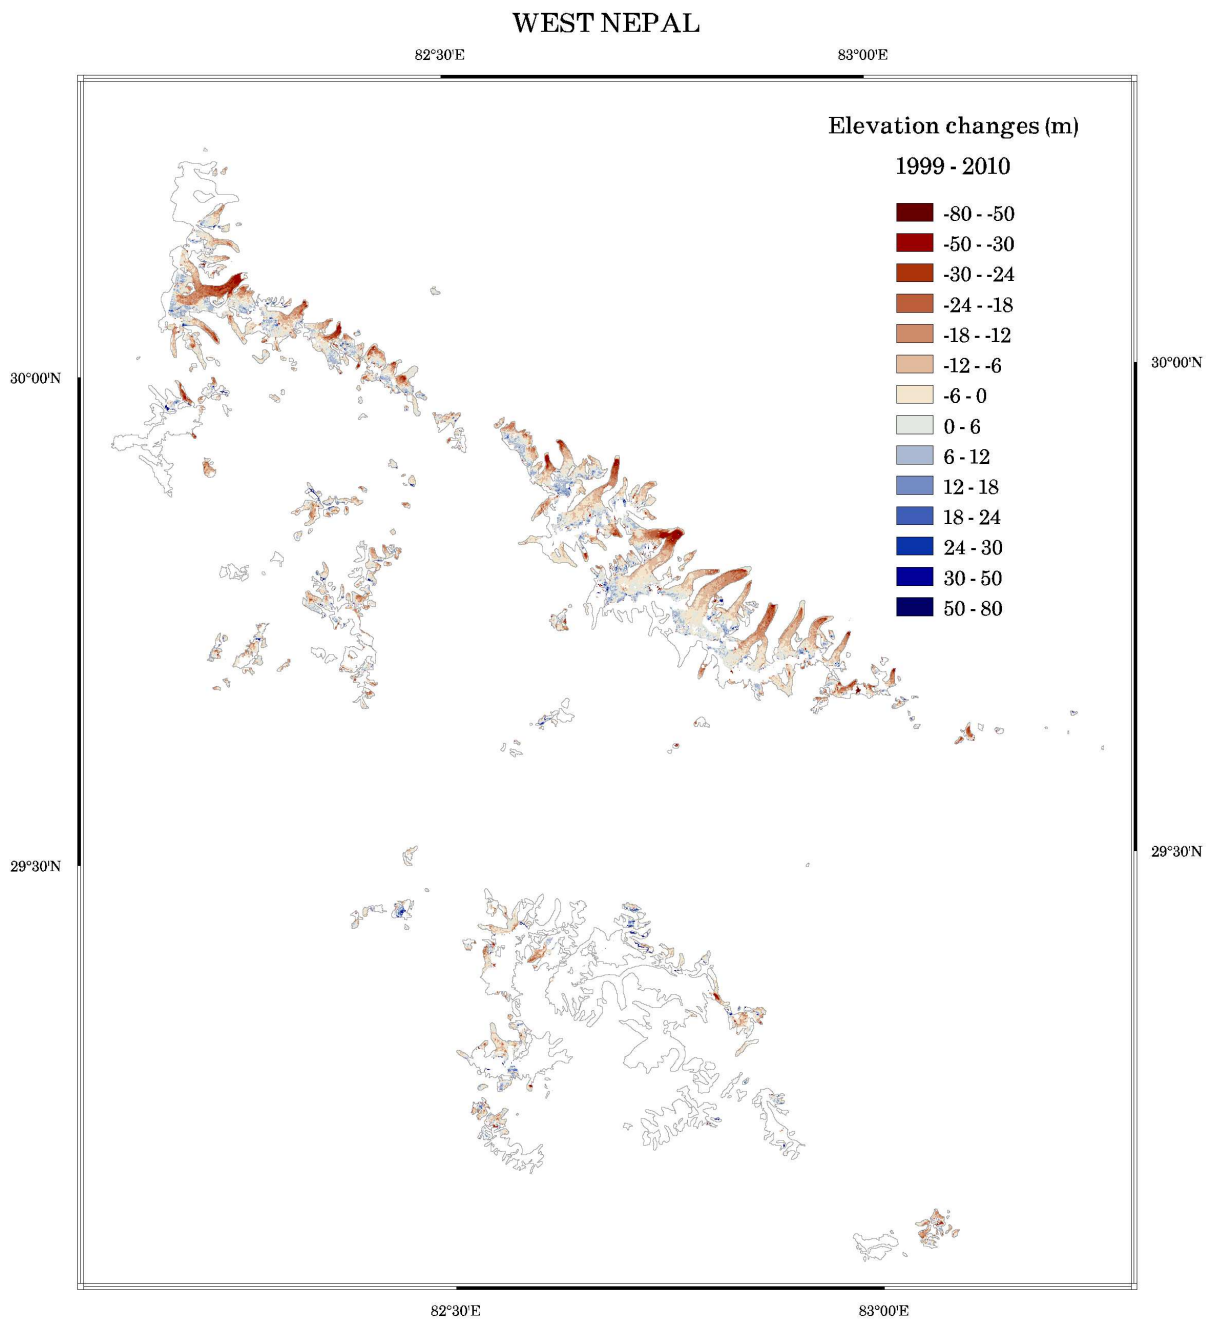 WEST NEPAL
82°30'E
83°00'E
Elevation changes (m)
1999 - 2010
-80 - -50
-50 - -30
-30 - -24
-24 - -18
-18 - -12
-12 - -6
-6 - 0
0 - 6
6 - 12
12 - 18
18 - 24
24 - 30
30 - 50
50 - 80
30°00'N
30°00'N
29°30'N
29°30'N
82°30'E
83°00'E